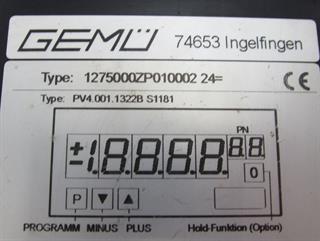 GEMÜ 74653 Ingelfingen
Type: 1275000ZP010002 24= CE
Type: PV4.001.1322B S1181
PN
±1.8.8.8.8 8.8
0
P ▼ ▲
PROGRAMM MINUS PLUS Hold-Funktion (Option)